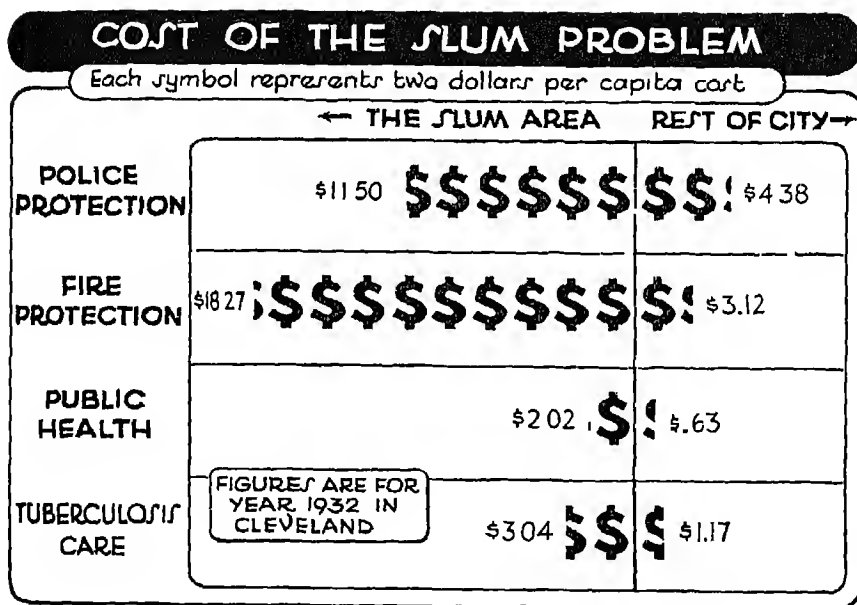 COST OF THE SLUM PROBLEM
Each symbol represents two dollars per capita cost
← THE SLUM AREA REST OF CITY →
POLICE
PROTECTION
$11 50 $4 38
FIRE
PROTECTION
$18 27 $3.12
PUBLIC
HEALTH
$2 02 $.63
TUBERCULOSIS
CARE
$3 04 $1.17
FIGURES ARE FOR
YEAR 1932 IN
CLEVELAND